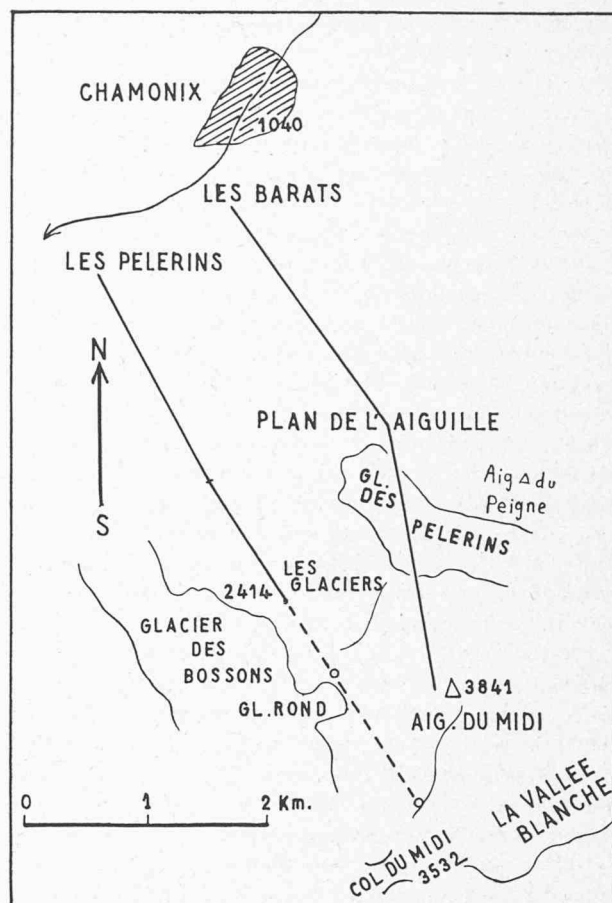 CHAMONIX
1040
LES BARATS
LES PELERINS
N
S
PLAN DE L'AIGUILLE
GL.
DES
PELERINS
Aig △ du
Peigne
LES GLACIERS
2414
GLACIER
DES
BOSSONS
GL. ROND
△ 3841
AIG. DU MIDI
0 1 2 Km.
LA VALLEE
BLANCHE
COL DU MIDI
3532